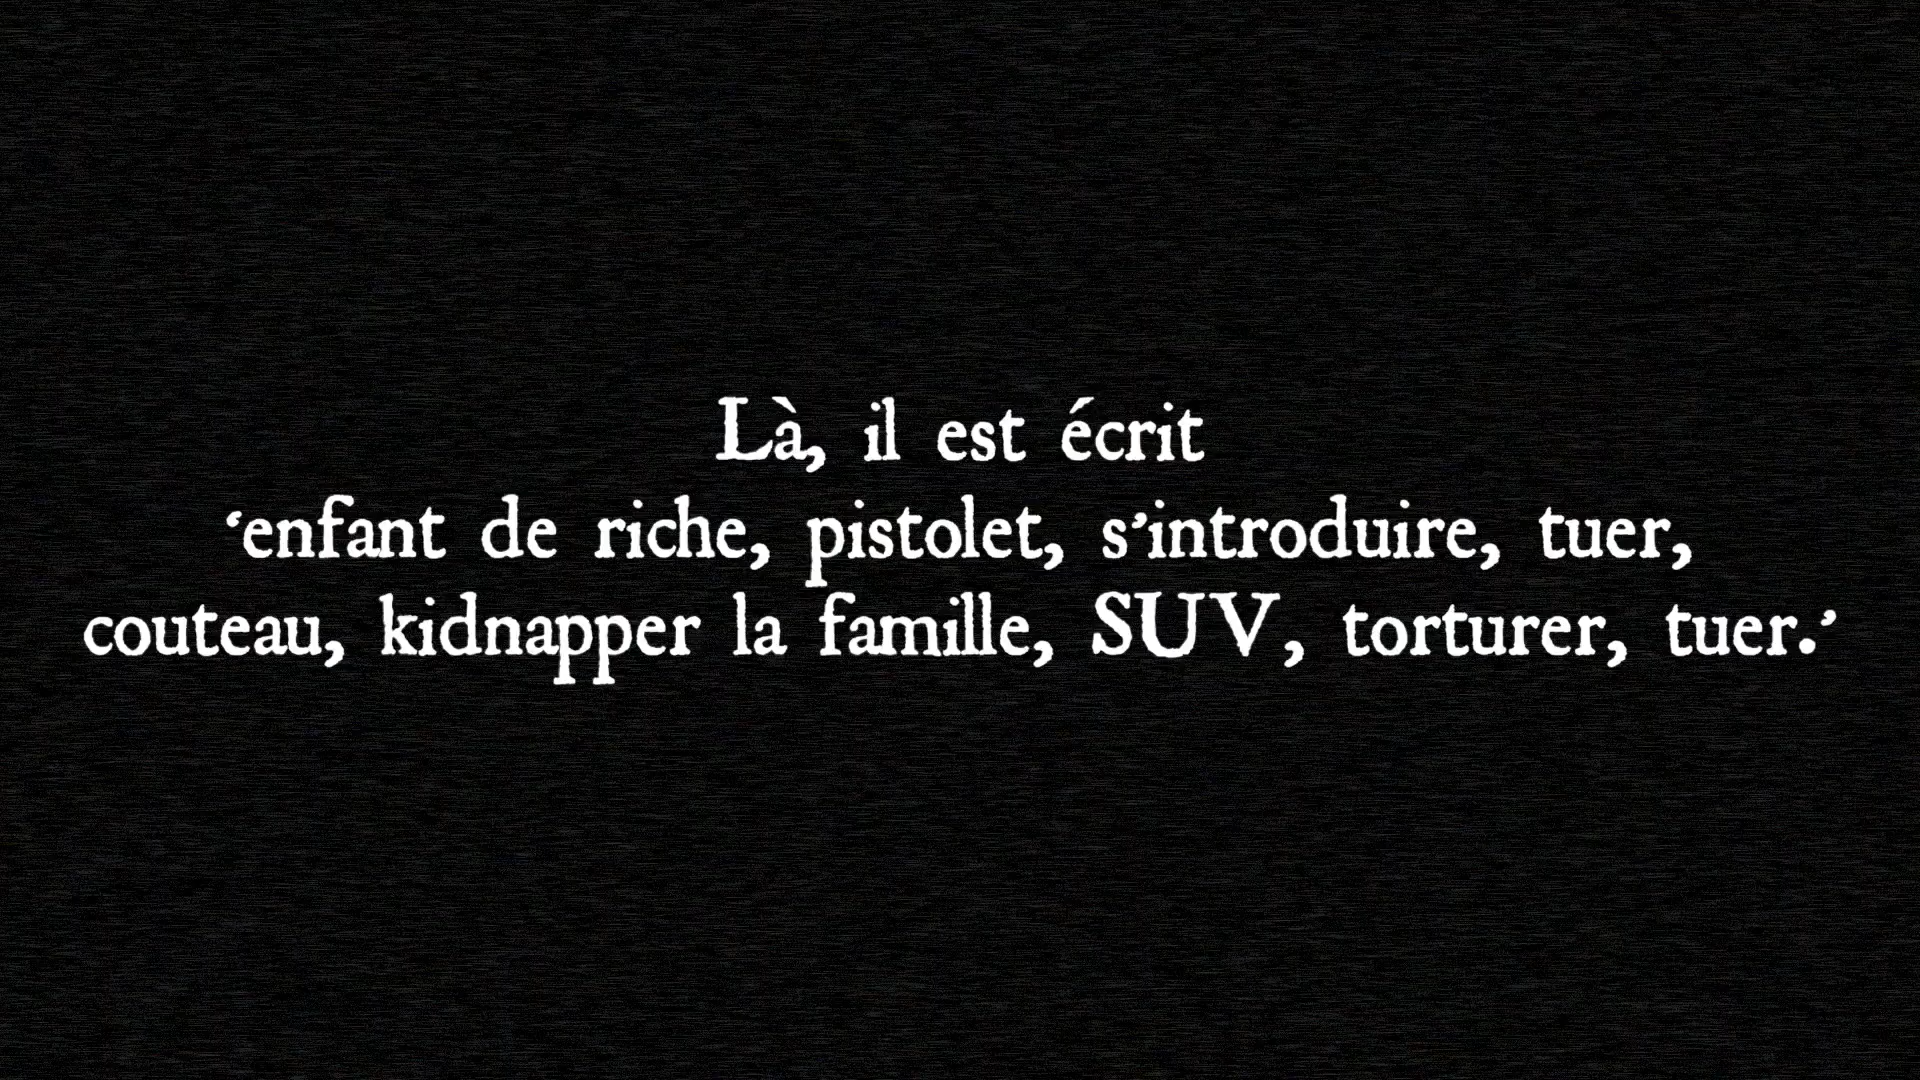 Là, il est écrit
‘enfant de riche, pistolet, s’introduire, tuer,
couteau, kidnapper la famille, SUV, torturer, tuer.’